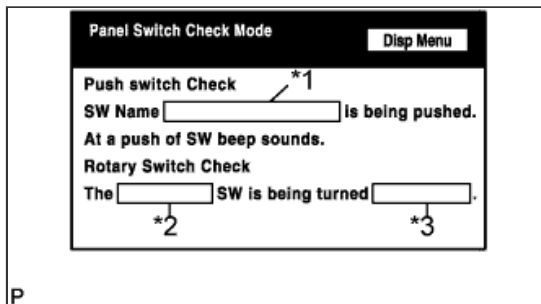 Panel Switch Check Mode
Disp Menu
Push switch Check
*1
SW Name is being pushed.
At a push of SW beep sounds.
Rotary Switch Check
The SW is being turned .
*2 *3
P